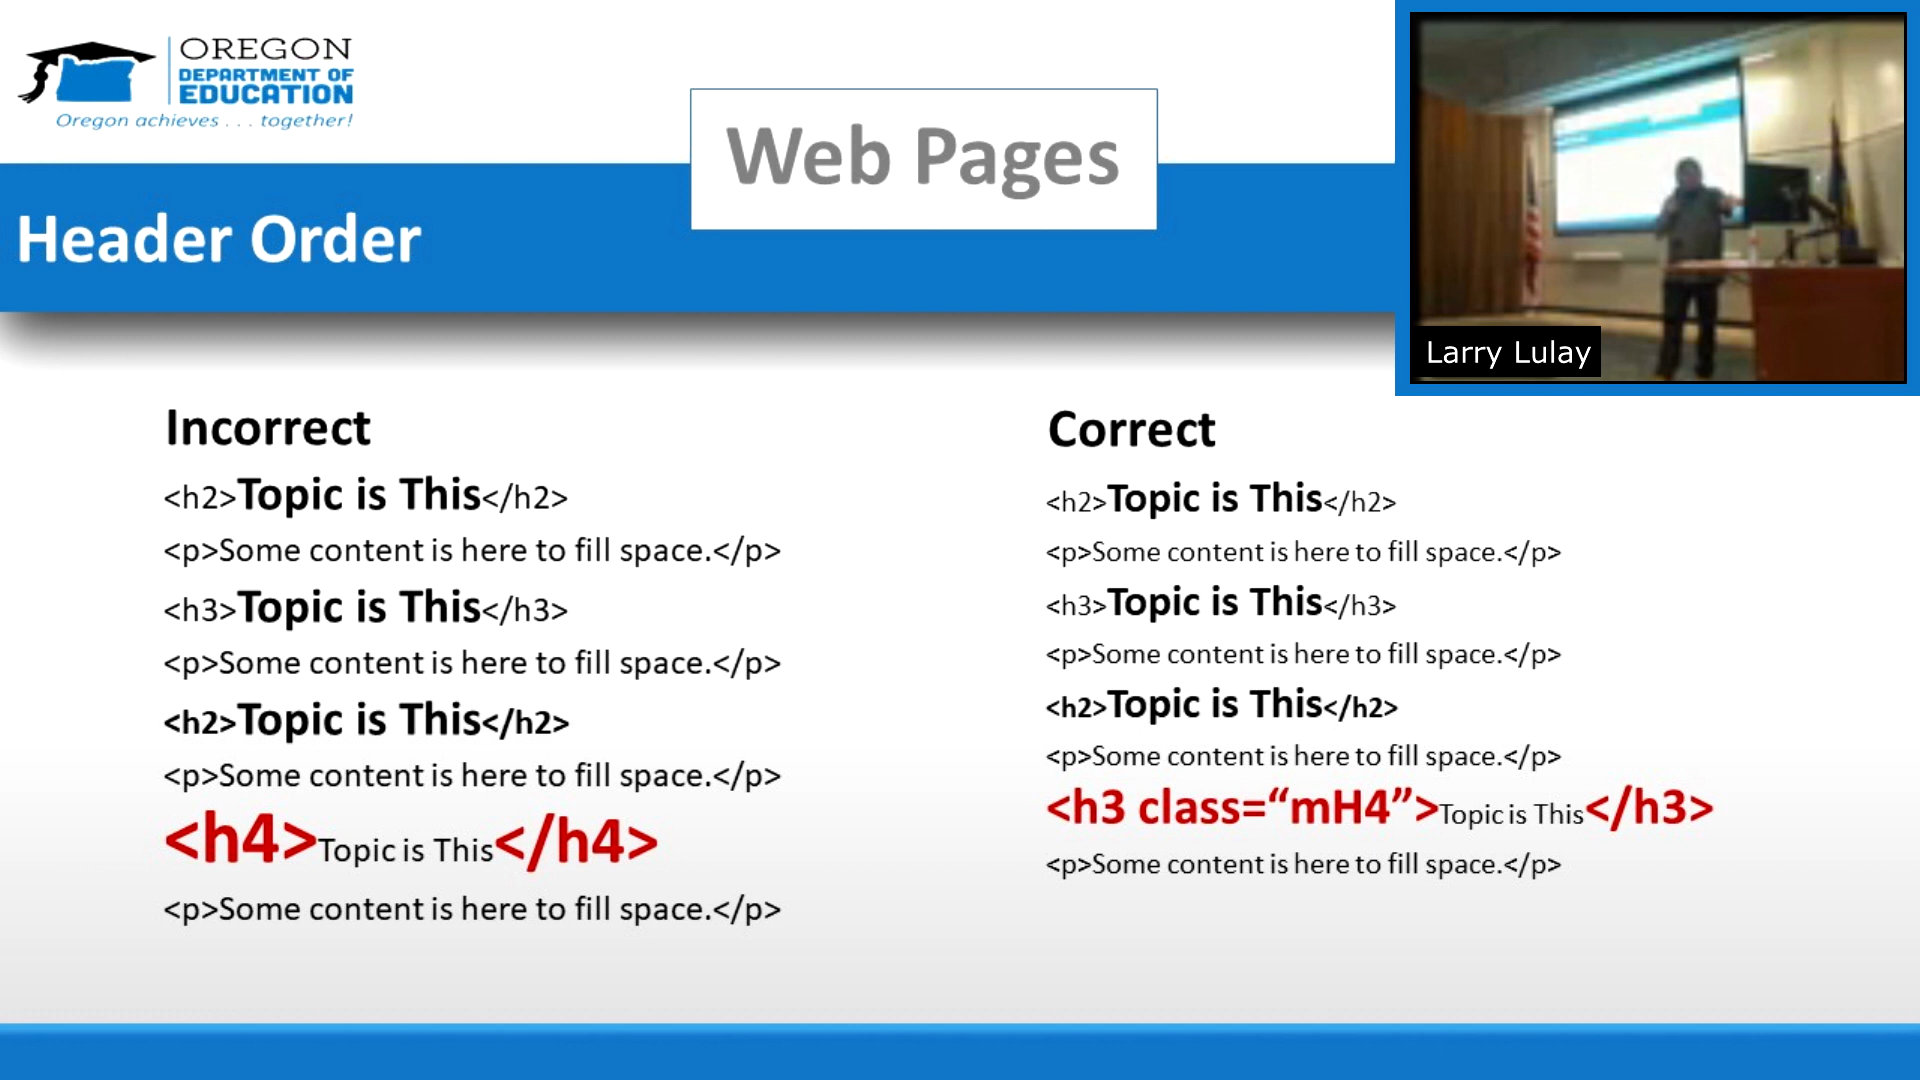 OREGON
DEPARTMENT OF
EDUCATION
Oregon achieves . . . together!
Web Pages
Header Order
Larry Lulay
Incorrect
<h2>Topic is This</h2>
<p>Some content is here to fill space.</p>
<h3>Topic is This</h3>
<p>Some content is here to fill space.</p>
<h2>Topic is This</h2>
<p>Some content is here to fill space.</p>
<h4>Topic is This</h4>
<p>Some content is here to fill space.</p>
Correct
<h2>Topic is This</h2>
<p>Some content is here to fill space.</p>
<h3>Topic is This</h3>
<p>Some content is here to fill space.</p>
<h2>Topic is This</h2>
<p>Some content is here to fill space.</p>
<h3 class=“mH4”>Topic is This</h3>
<p>Some content is here to fill space.</p>